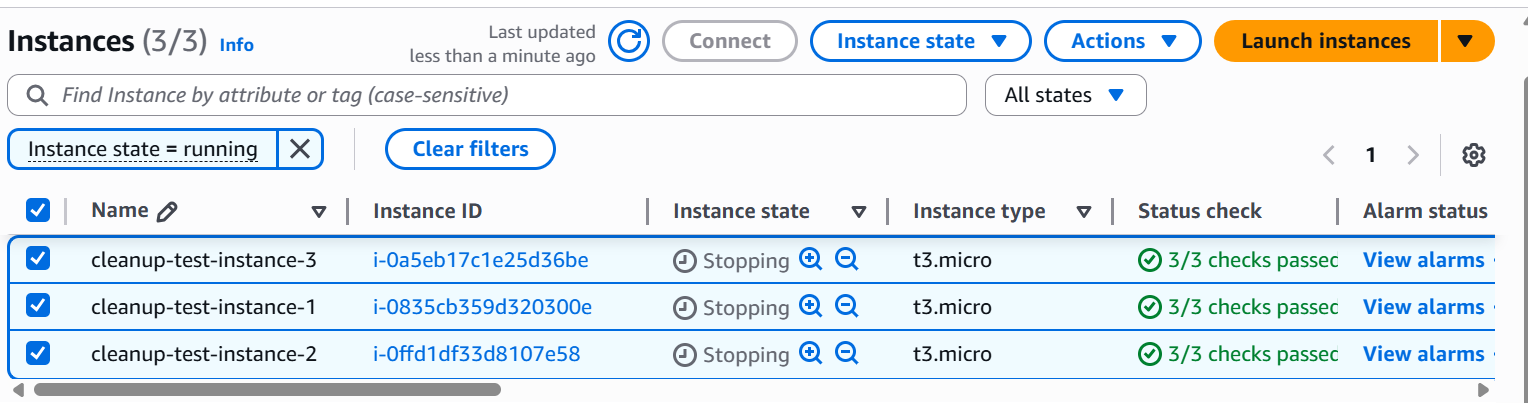 Instances (3/3) Info
Last updated
less than a minute ago
Connect
Instance state
Actions
Launch instances
Find Instance by attribute or tag (case-sensitive)
All states
Instance state = running
Clear filters
1
Name Instance ID Instance state Instance type Status check Alarm status
cleanup-test-instance-3 i-0a5eb17c1e25d36be Stopping t3.micro 3/3 checks passed View alarms
cleanup-test-instance-1 i-0835cb359d320300e Stopping t3.micro 3/3 checks passed View alarms
cleanup-test-instance-2 i-0ffd1df33d8107e58 Stopping t3.micro 3/3 checks passed View alarms